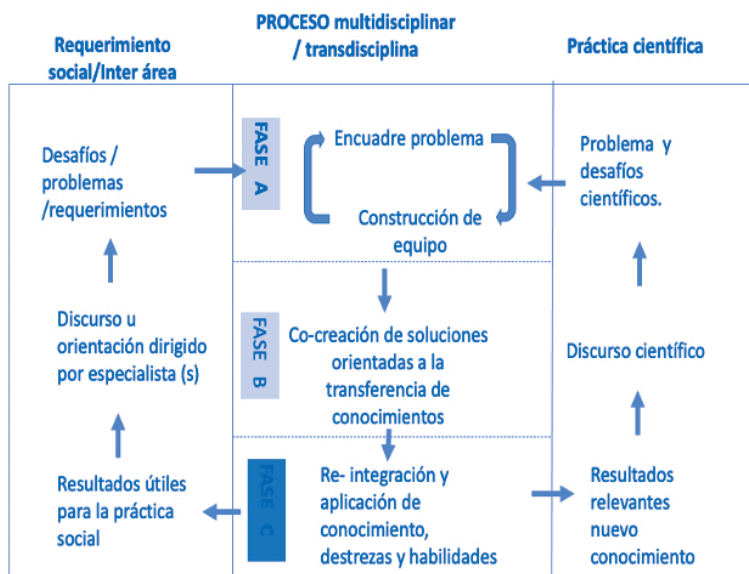 Requerimiento
social/Inter área
PROCESO multidisciplinar
/ transdisciplina
Práctica científica
Desafíos /
problemas
/requerimientos
FASE A
Encuadre problema
Construcción de
equipo
Problema y
desafíos
científicos.
Discurso u
orientación dirigido
por especialista (s)
FASE B
Co-creación de soluciones
orientadas a la
transferencia de
conocimientos
Discurso científico
Resultados útiles
para la práctica
social
FASE C
Re- integración y
aplicación de
conocimiento,
destrezas y habilidades
Resultados
relevantes
nuevo
conocimiento